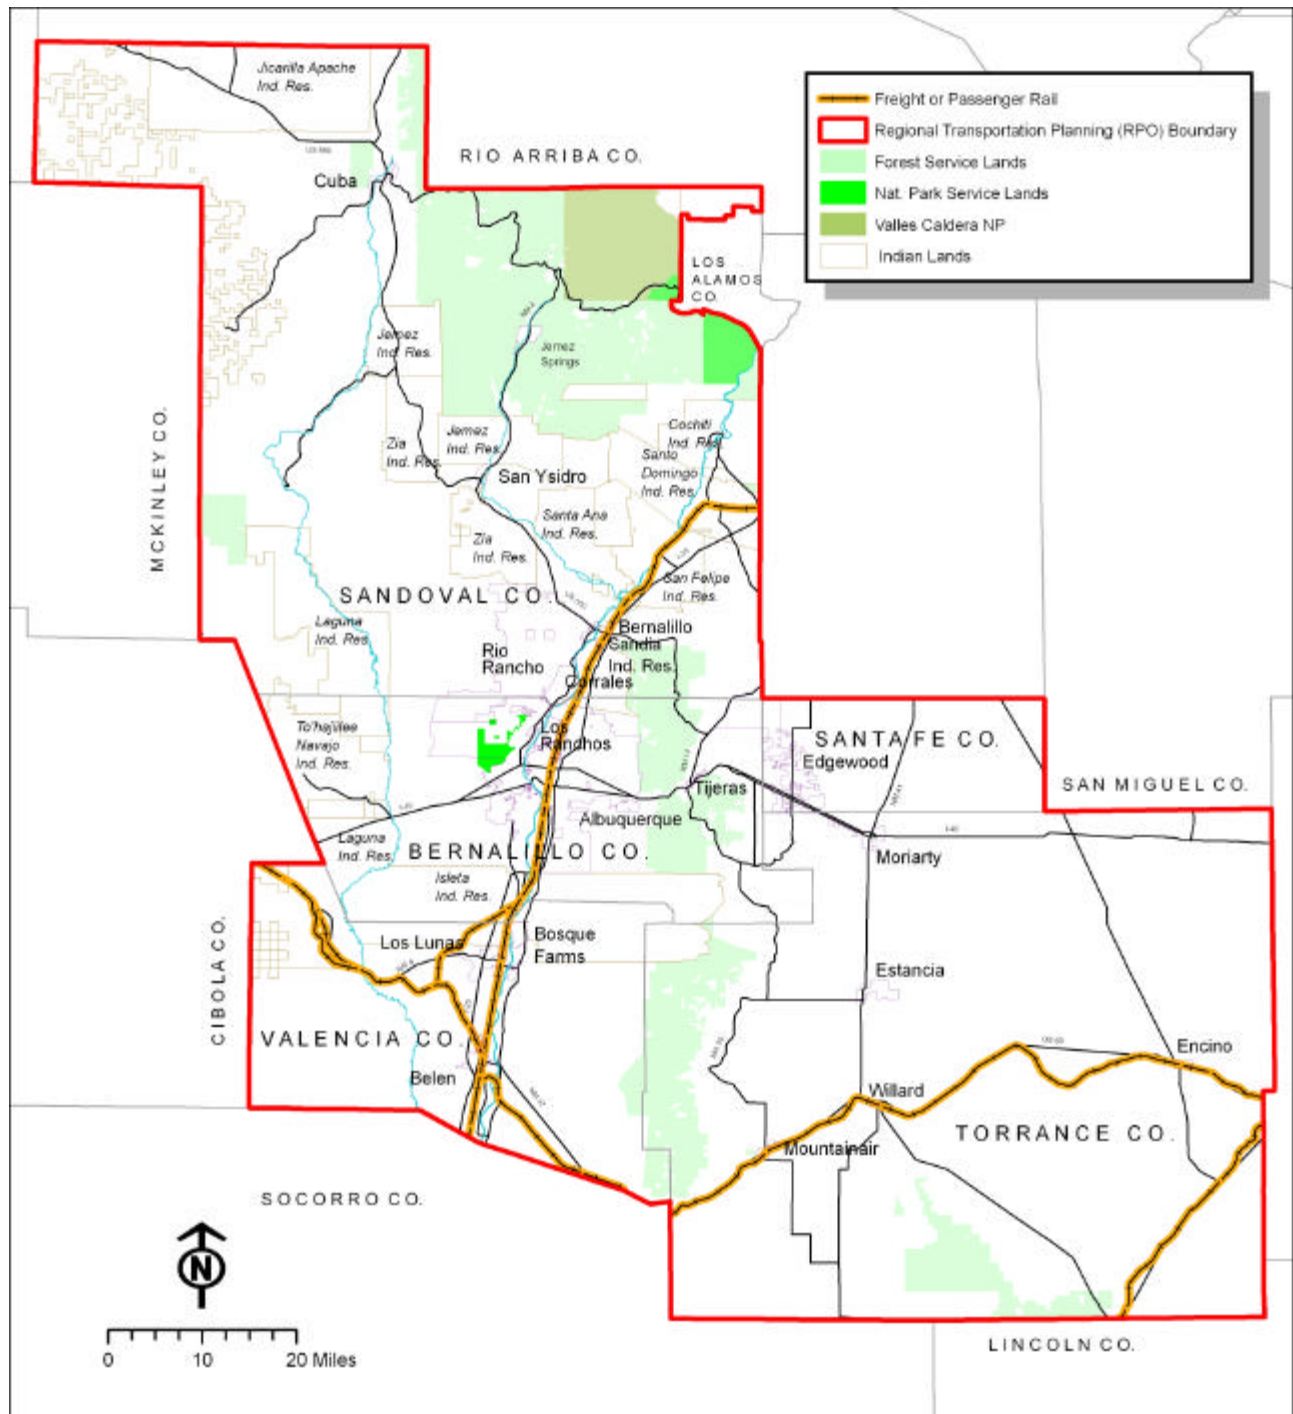 Jicarilla Apache
Ind. Res.
Freight or Passenger Rail
Regional Transportation Planning (RPO) Boundary
Forest Service Lands
Nat. Park Service Lands
Valles Caldera NP
Indian Lands
RIO ARRIBA CO.
Cuba
LOS
ALAMOS
CO.
Jemez
Ind. Res.
Jemez
Springs
MCKINLEY CO.
Zia
Ind. Res.
Jemez
Ind. Res.
Cochiti
Ind. Res.
Santo
Domingo
Ind. Res.
San Ysidro
Santa Ana
Ind. Res.
Zia
Ind. Res.
San Felipe
Ind. Res.
SANDOVAL CO.
Laguna
Ind. Res.
Bernalillo
Sandia
Ind. Res.
Rio
Rancho
Corrales
To'hajiilee
Navajo
Ind. Res.
Los
Ranchos
SANTA FE CO.
Edgewood
SAN MIGUEL CO.
Tijeras
Albuquerque
I-40
Laguna
Ind. Res.
BERNALILLO CO.
Moriarty
Isleta
Ind. Res.
CIBOLA CO.
Los Lunas
Bosque
Farms
Estancia
VALENCIA CO.
Belen
Encino
Willard
TORRANCE CO.
Mountainair
SOCORRO CO.
N
0 10 20 Miles
LINCOLN CO.